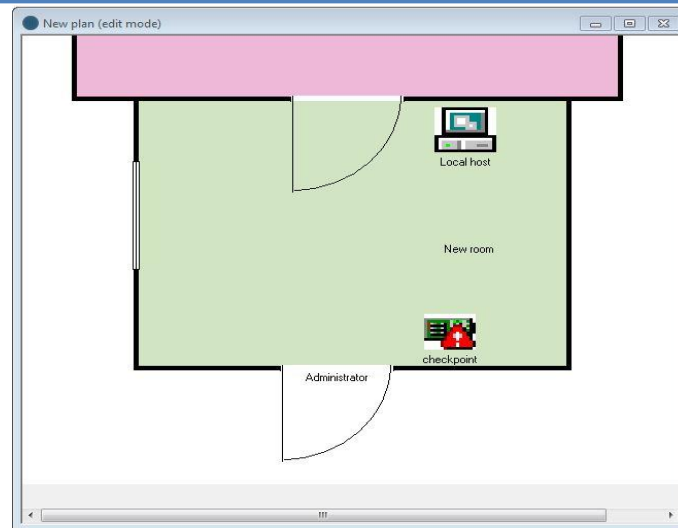 New plan (edit mode)
Local host
New room
checkpoint
Administrator